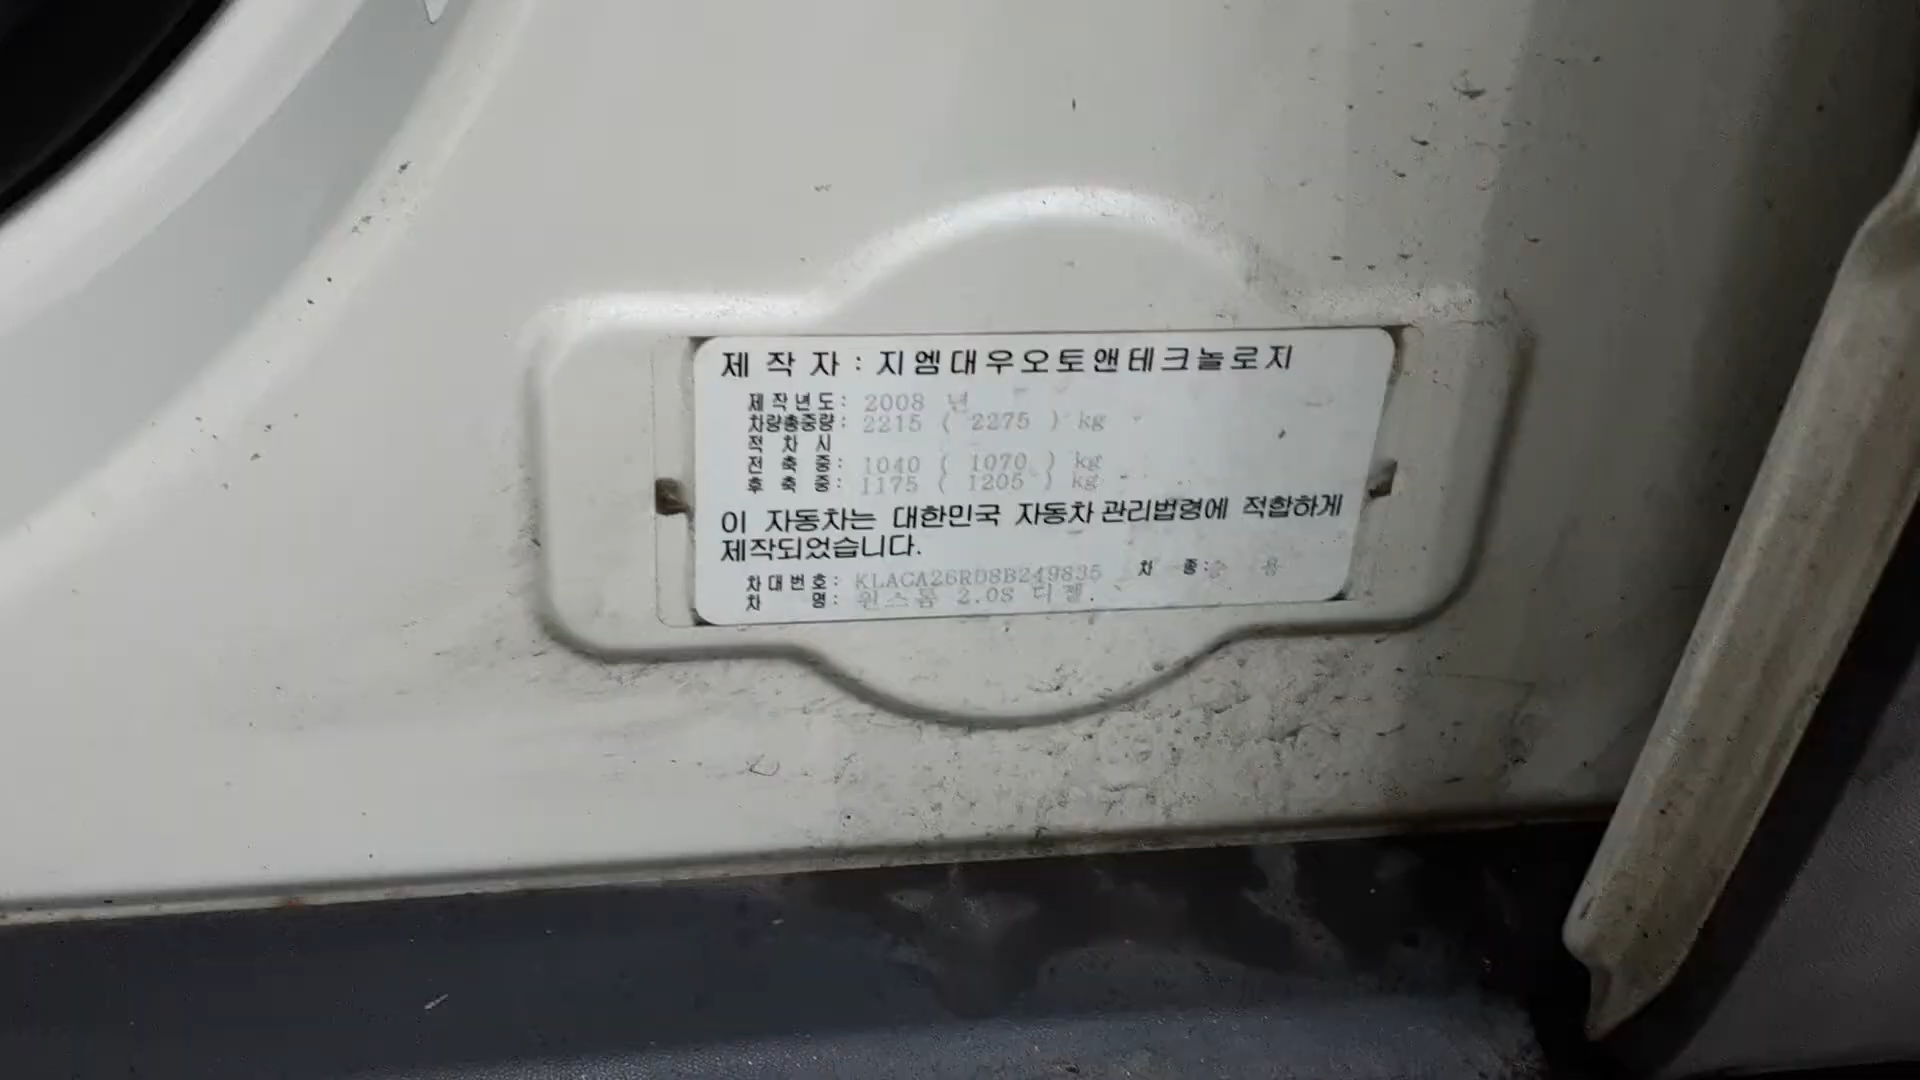 제 작 자 : 지엠대우오토앤테크놀로지
제작년도: 2008 년
차량총중량: 2215 ( 2275 ) kg
적 차 시
전 축 중: 1040 ( 1070 ) kg
후 축 중: 1175 ( 1205 ) kg
이 자동차는 대한민국 자동차관리법령에 적합하게
제작되었습니다.
차대번호: KLACA26RD8B249835 차 종: 승 용
차 명: 윈스톰 2.0S 디젤.